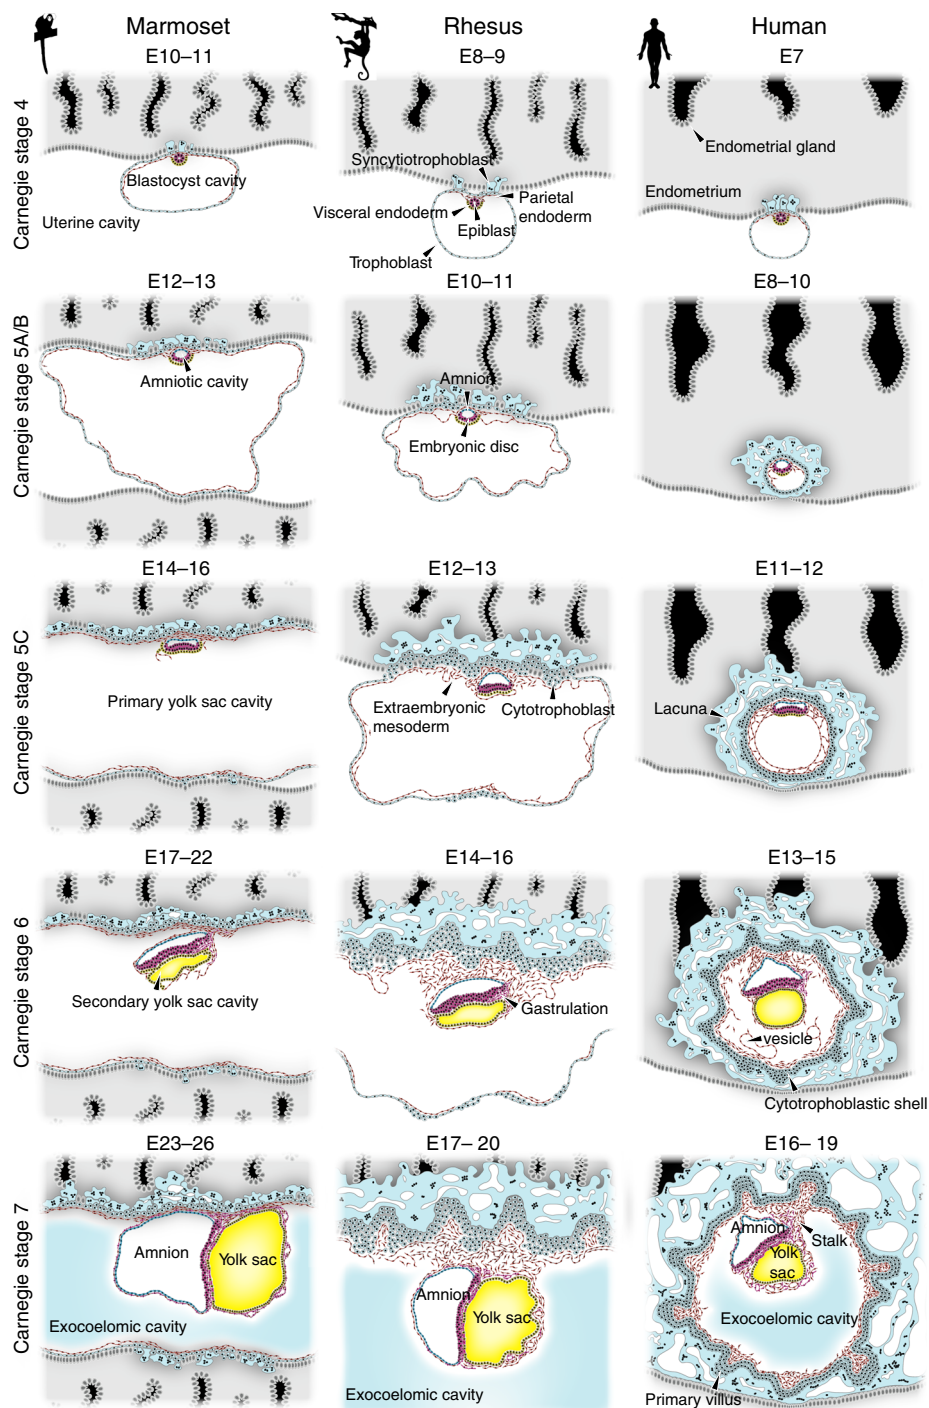 Marmoset
Rhesus
Human
Carnegie stage 4
E10–11
E8–9
E7
Blastocyst cavity
Uterine cavity
Syncytiotrophoblast
Visceral endoderm
Parietal
endoderm
Epiblast
Trophoblast
Endometrial gland
Endometrium
Carnegie stage 5A/B
E12–13
E10–11
E8–10
Amniotic cavity
Amnion
Embryonic disc
Carnegie stage 5C
E14–16
E12–13
E11–12
Primary yolk sac cavity
Extraembryonic
mesoderm
Cytotrophoblast
Lacuna
Carnegie stage 6
E17–22
E14–16
E13–15
Secondary yolk sac cavity
Gastrulation
vesicle
Cytotrophoblastic shell
Carnegie stage 7
E23–26
E17– 20
E16– 19
Amnion
Yolk sac
Exocoelomic cavity
Amnion
Yolk sac
Exocoelomic cavity
Amnion
Stalk
Yolk
sac
Exocoelomic cavity
Primary villus